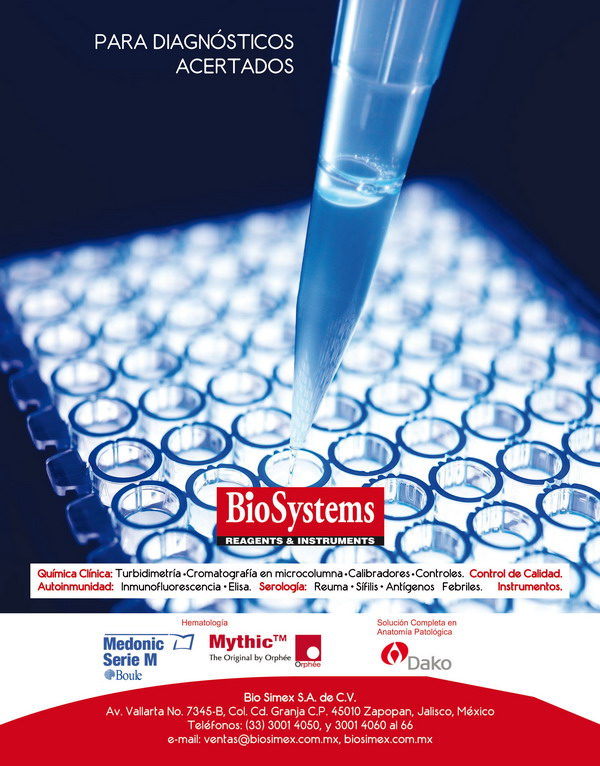 PARA DIAGNÓSTICOS
ACERTADOS
BioSystems
REAGENTS & INSTRUMENTS
Química Clínica: Turbidimetría • Cromatografía en microcolumna • Calibradores • Controles. Control de Calidad.
Autoinmunidad: Inmunofluorescencia • Elisa. Serología: Reuma • Sífilis • Antígenos Febriles. Instrumentos.
Hematología
Medonic
Serie M
Boule
Mythic™
The Original by Orphée
Orphée
Solución Completa en
Anatomía Patológica
Dako
Bio Simex S.A. de C.V.
Av. Vallarta No. 7345-B, Col. Cd. Granja C.P. 45010 Zapopan, Jalisco, México
Teléfonos: (33) 3001 4050, y 3001 4060 al 66
e-mail: ventas@biosimex.com.mx, biosimex.com.mx